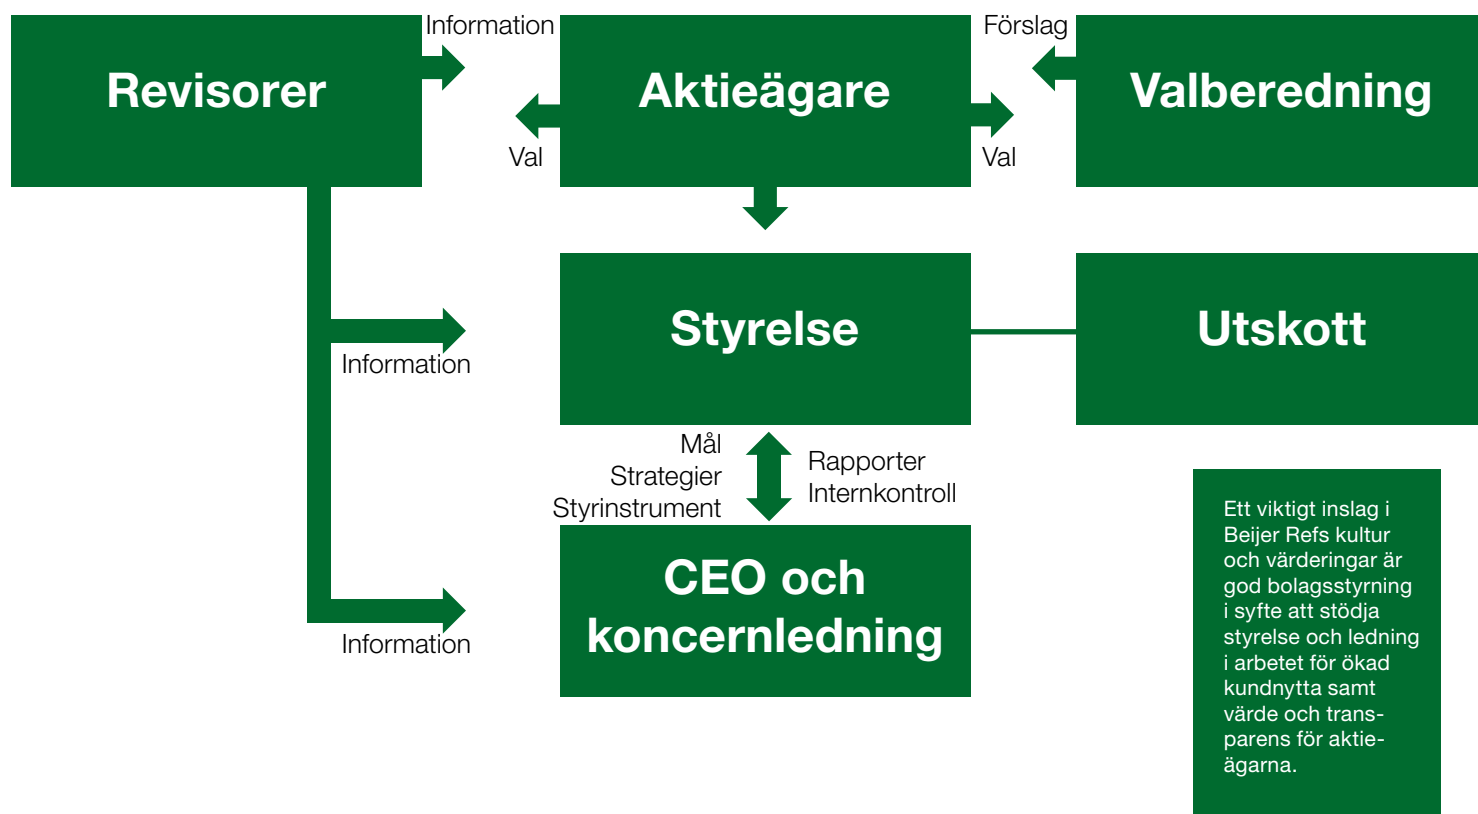 Information
Förslag
Revisorer
Aktieägare
Valberedning
Val
Val
Styrelse
Utskott
Information
Mål
Strategier
Styrinstrument
Rapporter
Internkontroll
CEO och
koncernledning
Information
Ett viktigt inslag i
Beijer Refs kultur
och värderingar är
god bolagsstyrning
i syfte att stödja
styrelse och ledning
i arbetet för ökad
kundnytta samt
värde och trans-
parens för aktie-
ägarna.